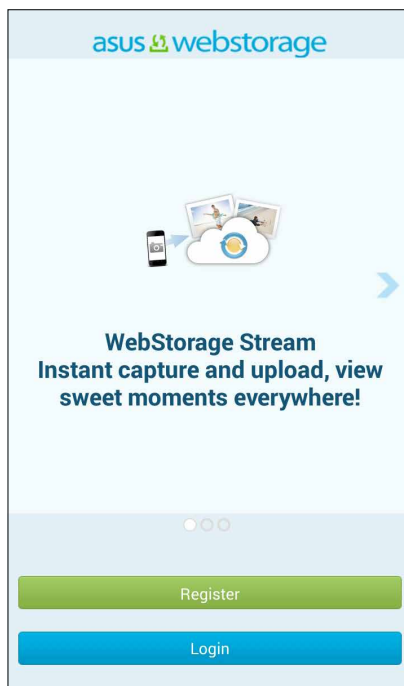 asus webstorage
WebStorage Stream
Instant capture and upload, view
sweet moments everywhere!
Register
Login